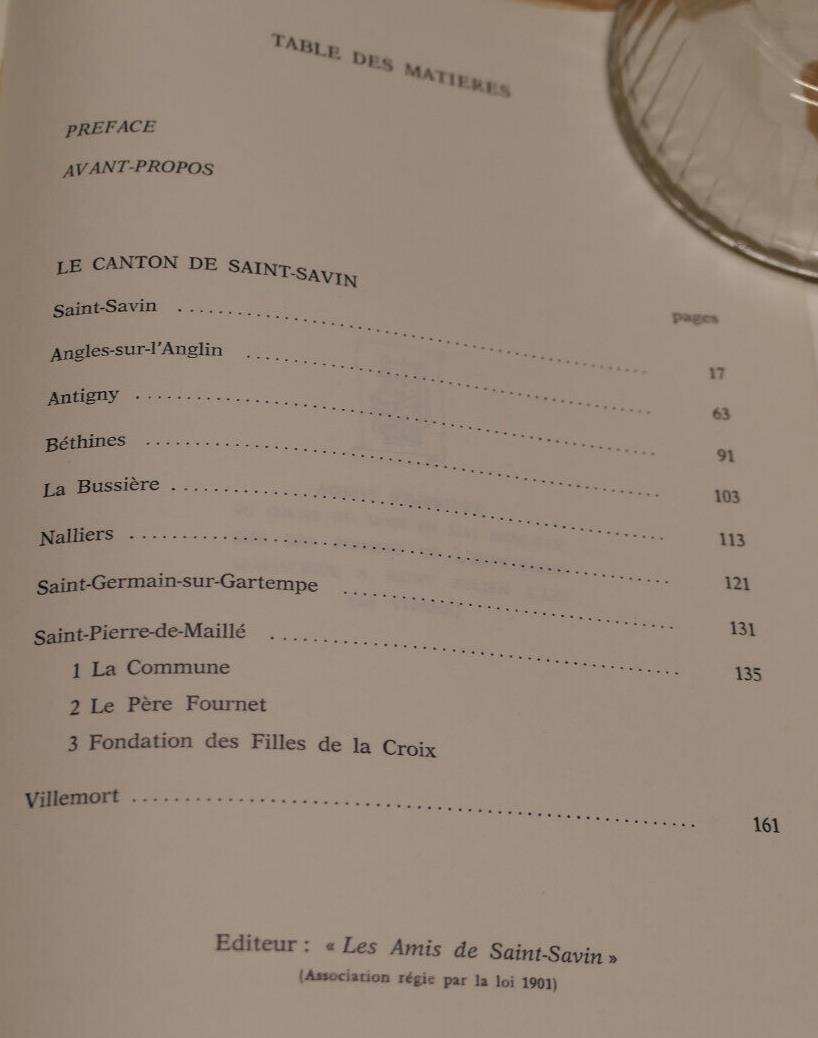 TABLE DES MATIERES
PREFACE
AVANT-PROPOS
LE CANTON DE SAINT-SAVIN
pages
Saint-Savin ........................................ 17
Angles-sur-l'Anglin ........................................ 63
Antigny ........................................ 91
Béthines ........................................ 103
La Bussière ........................................ 113
Nalliers ........................................ 121
Saint-Germain-sur-Gartempe ........................................ 131
Saint-Pierre-de-Maillé ........................................ 135
1 La Commune
2 Le Père Fournet
3 Fondation des Filles de la Croix
Villemort ........................................ 161
Editeur : « Les Amis de Saint-Savin »
(Association régie par la loi 1901)